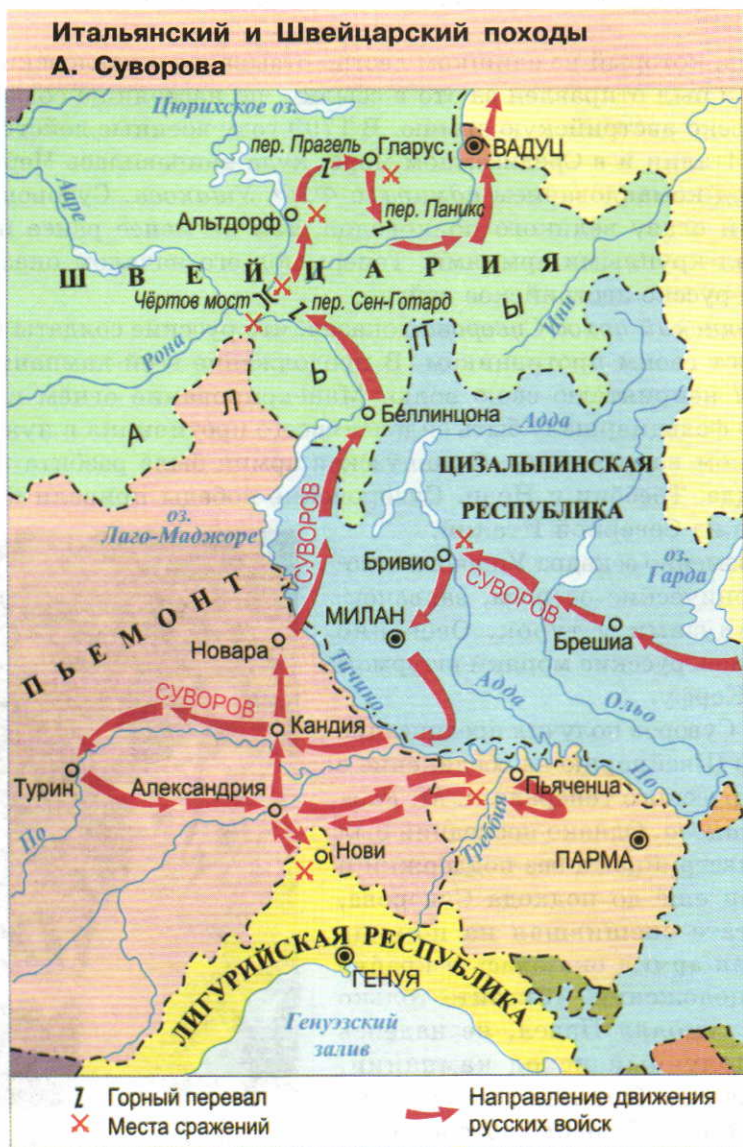 Итальянский и Швейцарский походы
А. Суворова
Цюрихское оз.
пер. Прагель
Гларус
ВАДУЦ
Ааре
Альтдорф
пер. Паникс
ШВЕЙЦАРИЯ
Чёртов мост
пер. Сен-Готард
Инн
Рона
АЛЬПЫ
Беллинцона
Адда
ЦИЗАЛЬПИНСКАЯ
РЕСПУБЛИКА
оз.
Лаго-Маджоре
СУВОРОВ
Бривио
СУВОРОВ
оз.
Гарда
ПЬЕМОНТ
МИЛАН
Брешиа
Новара
Тичино
Адда
Ольо
СУВОРОВ
Кандия
По
Турин
Александрия
Пьяченца
По
Нови
Треббия
ПАРМА
ЛИГУРИЙСКАЯ РЕСПУБЛИКА
ГЕНУЯ
Генуэзский
залив
Горный перевал
Места сражений
Направление движения
русских войск